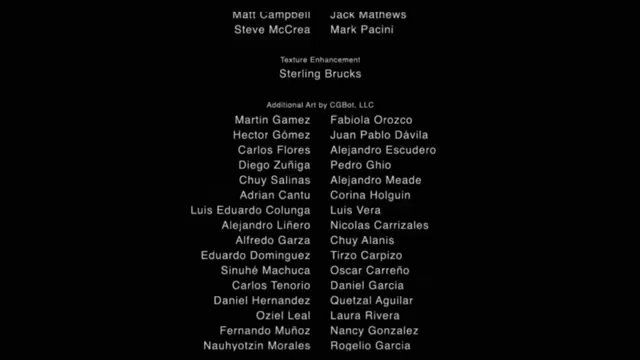 Matt Campbell Jack Mathews
Steve McCrea Mark Pacini
Texture Enhancement
Sterling Brucks
Additional Art by CGBot, LLC
Martin Gamez Fabiola Orozco
Hector Gómez Juan Pablo Dávila
Carlos Flores Alejandro Escudero
Diego Zuñiga Pedro Ghio
Chuy Salinas Alejandro Meade
Adrian Cantu Corina Holguin
Luis Eduardo Colunga Luis Vera
Alejandro Liñero Nicolas Carrizales
Alfredo Garza Chuy Alanis
Eduardo Dominguez Tirzo Carpizo
Sinuhé Machuca Oscar Carreño
Carlos Tenorio Daniel Garcia
Daniel Hernandez Quetzal Aguilar
Oziel Leal Laura Rivera
Fernando Muñoz Nancy Gonzalez
Nauhyotzin Morales Rogelio Garcia